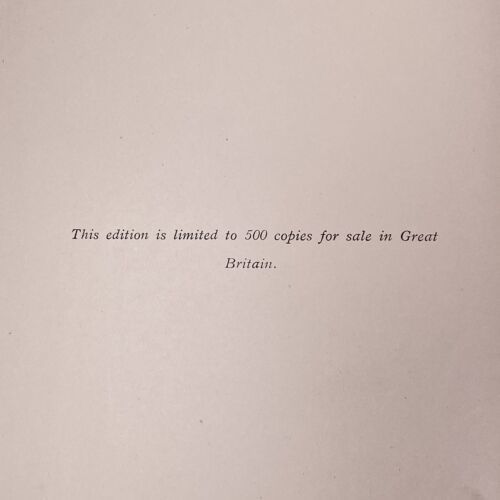 This edition is limited to 500 copies for sale in Great
Britain.